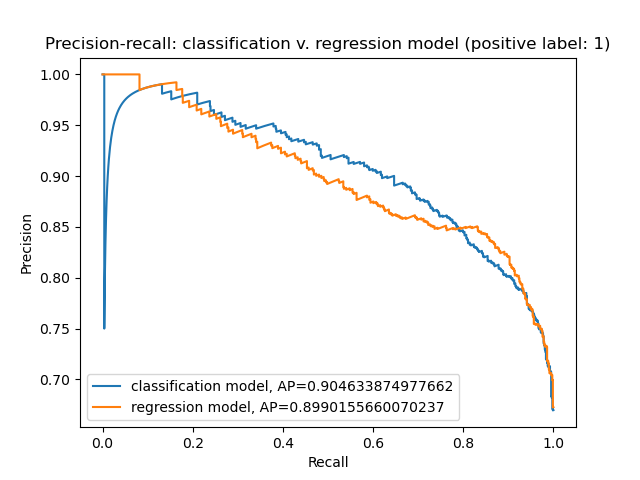 Precision-recall: classification v. regression model (positive label: 1)
1.00
0.95
0.90
0.85
0.80
0.75
0.70
Precision
classification model, AP=0.904633874977662
regression model, AP=0.8990155660070237
0.0 0.2 0.4 0.6 0.8 1.0
Recall